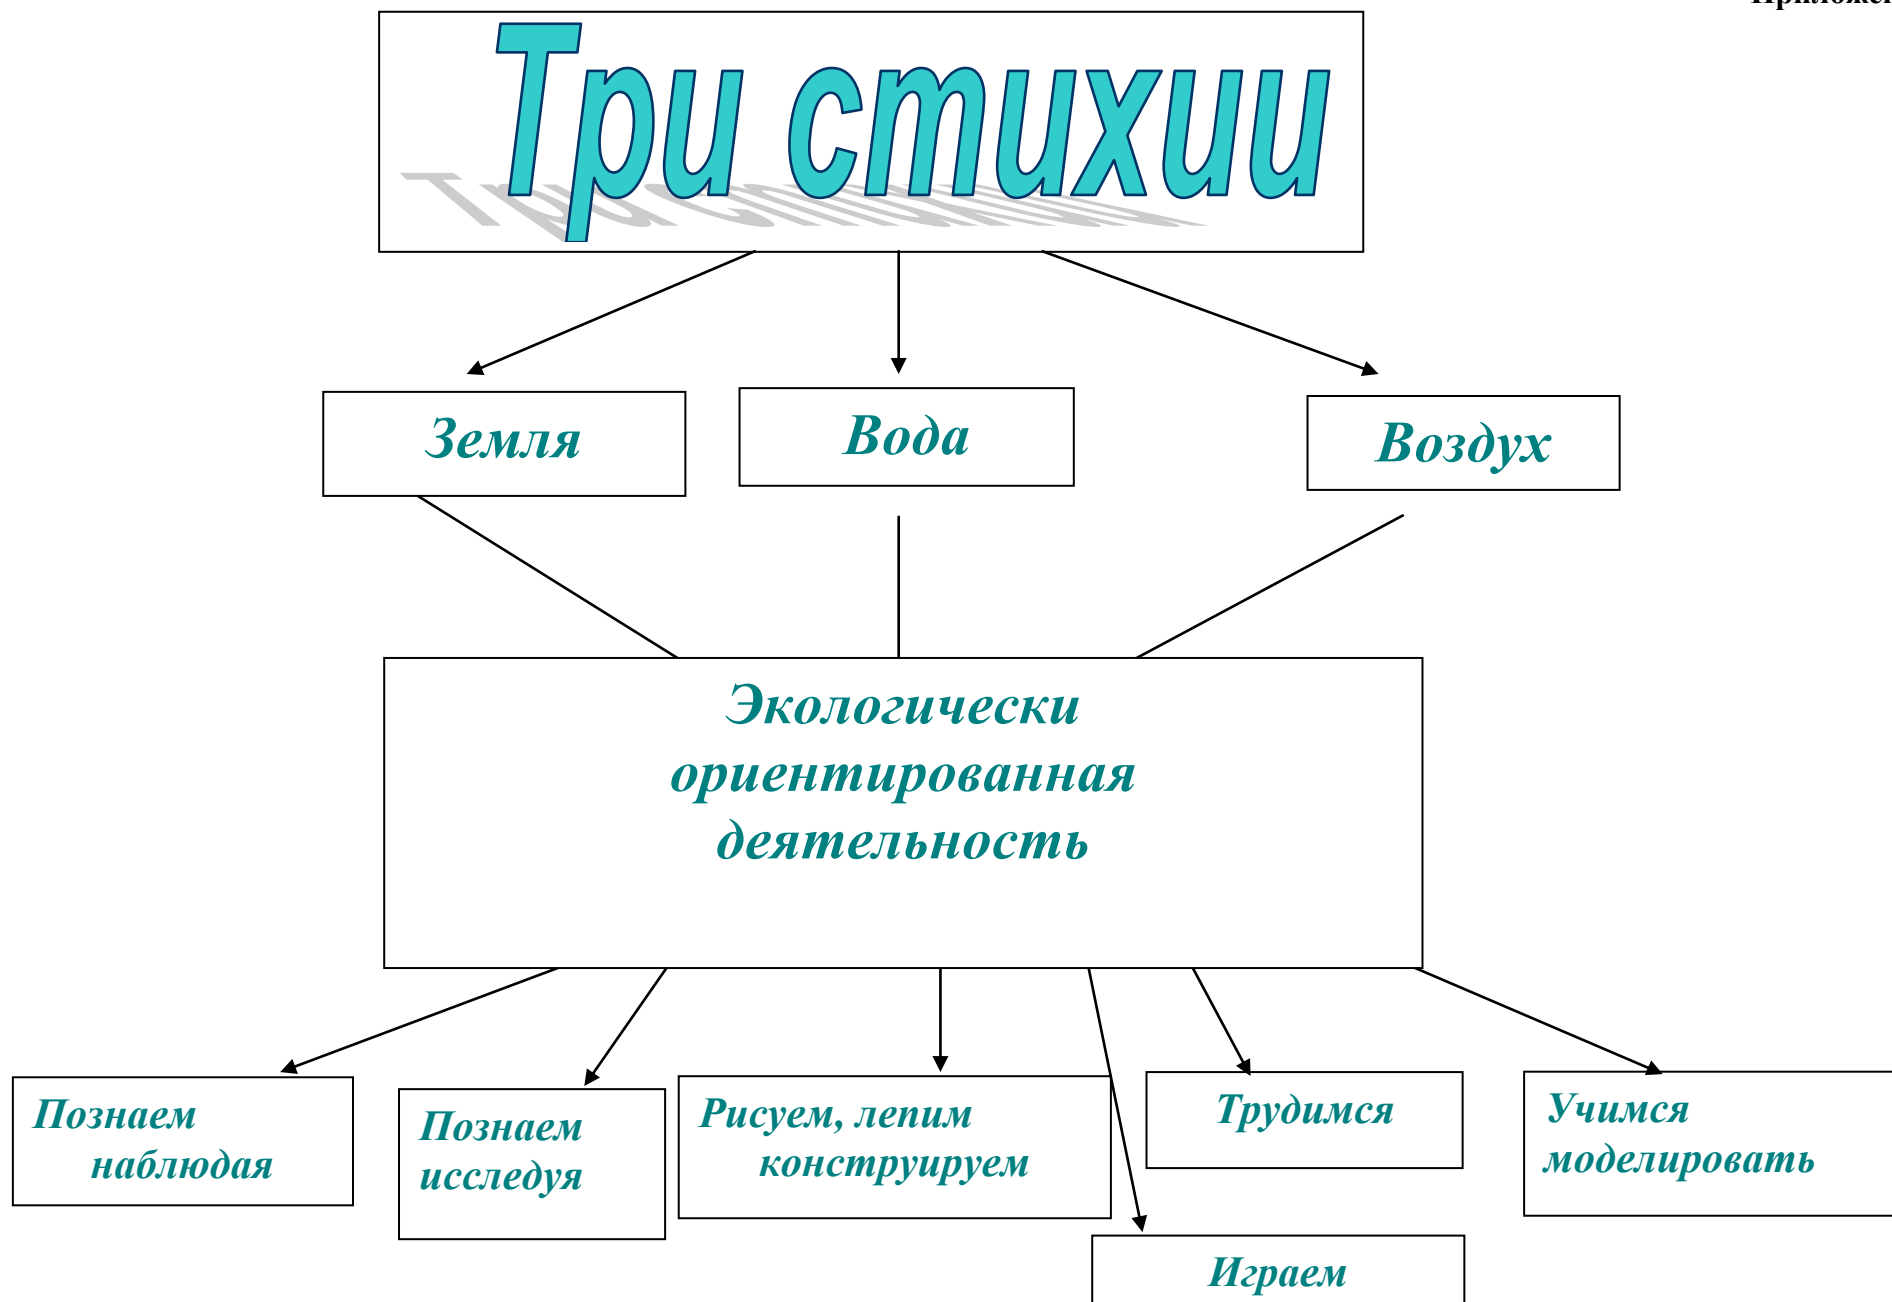 Три стихии
Земля
Вода
Воздух
Экологически
ориентированная
деятельность
Познаем
наблюдая
Познаем
исследуя
Рисуем, лепим
конструируем
Трудимся
Учимся
моделировать
Играем